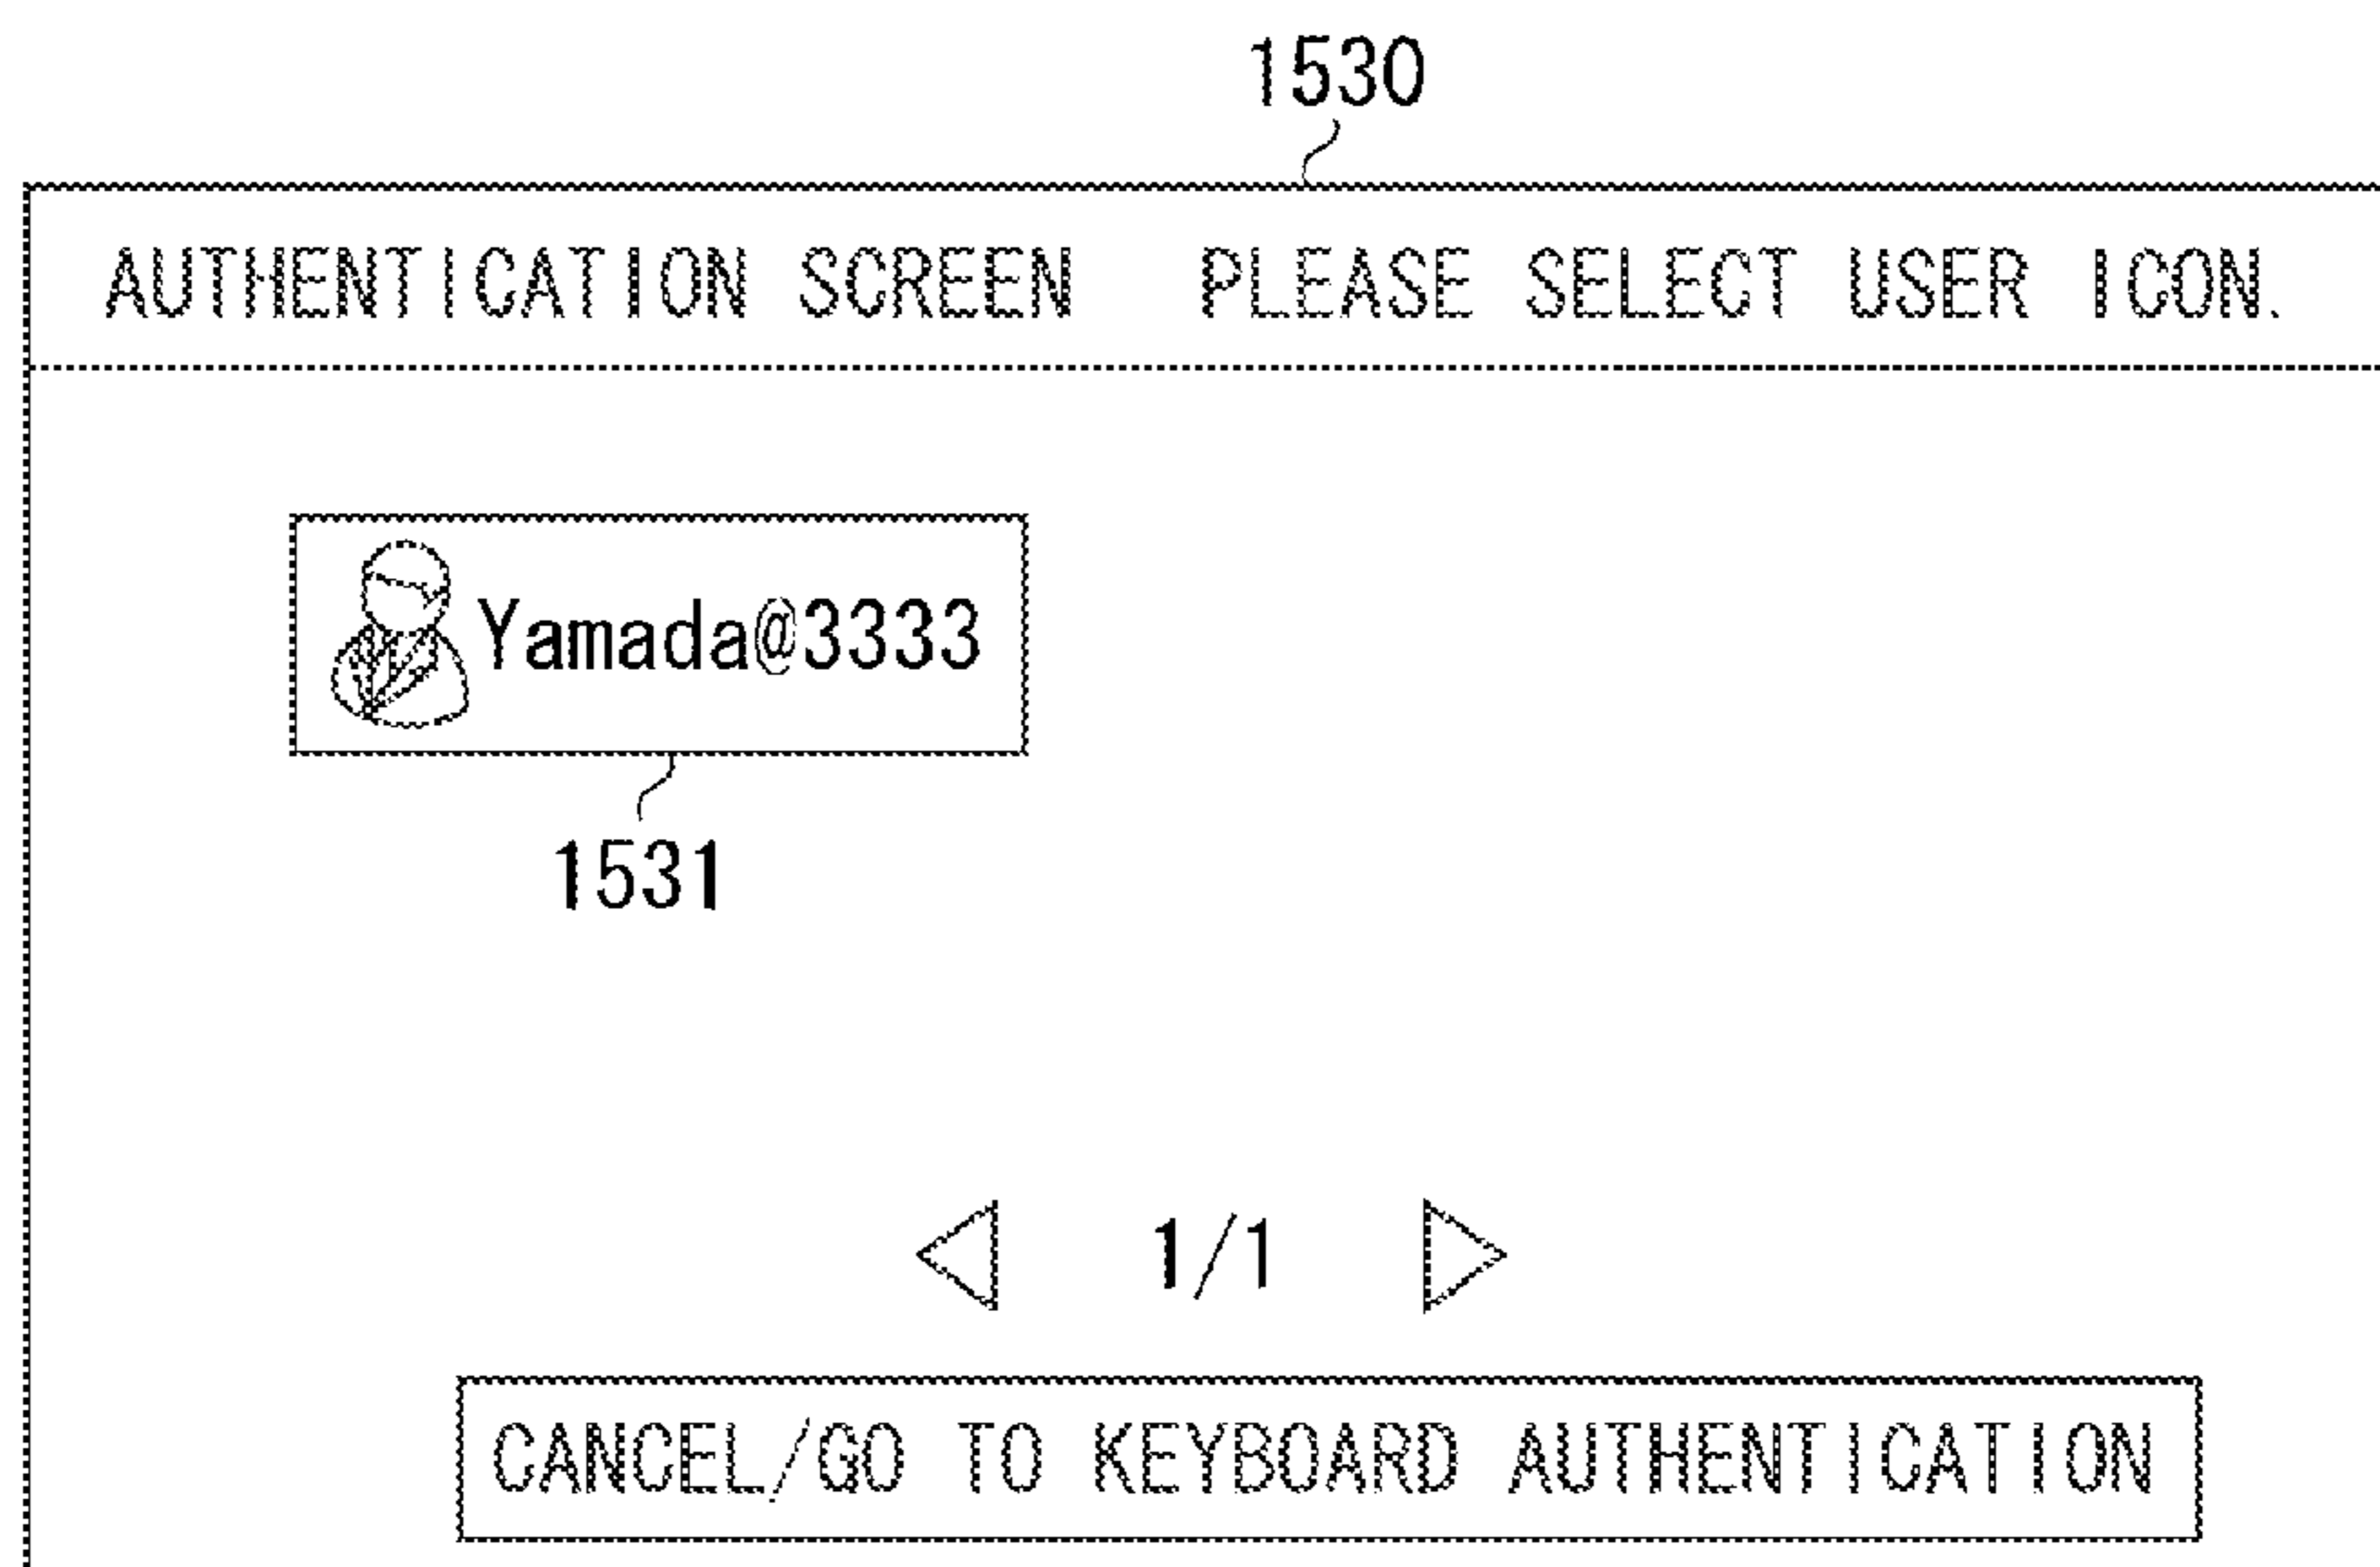 1530
AUTHENTICATION SCREEN PLEASE SELECT USER ICON.
Yamada@3333
1531
1/1
CANCEL/GO TO KEYBOARD AUTHENTICATION